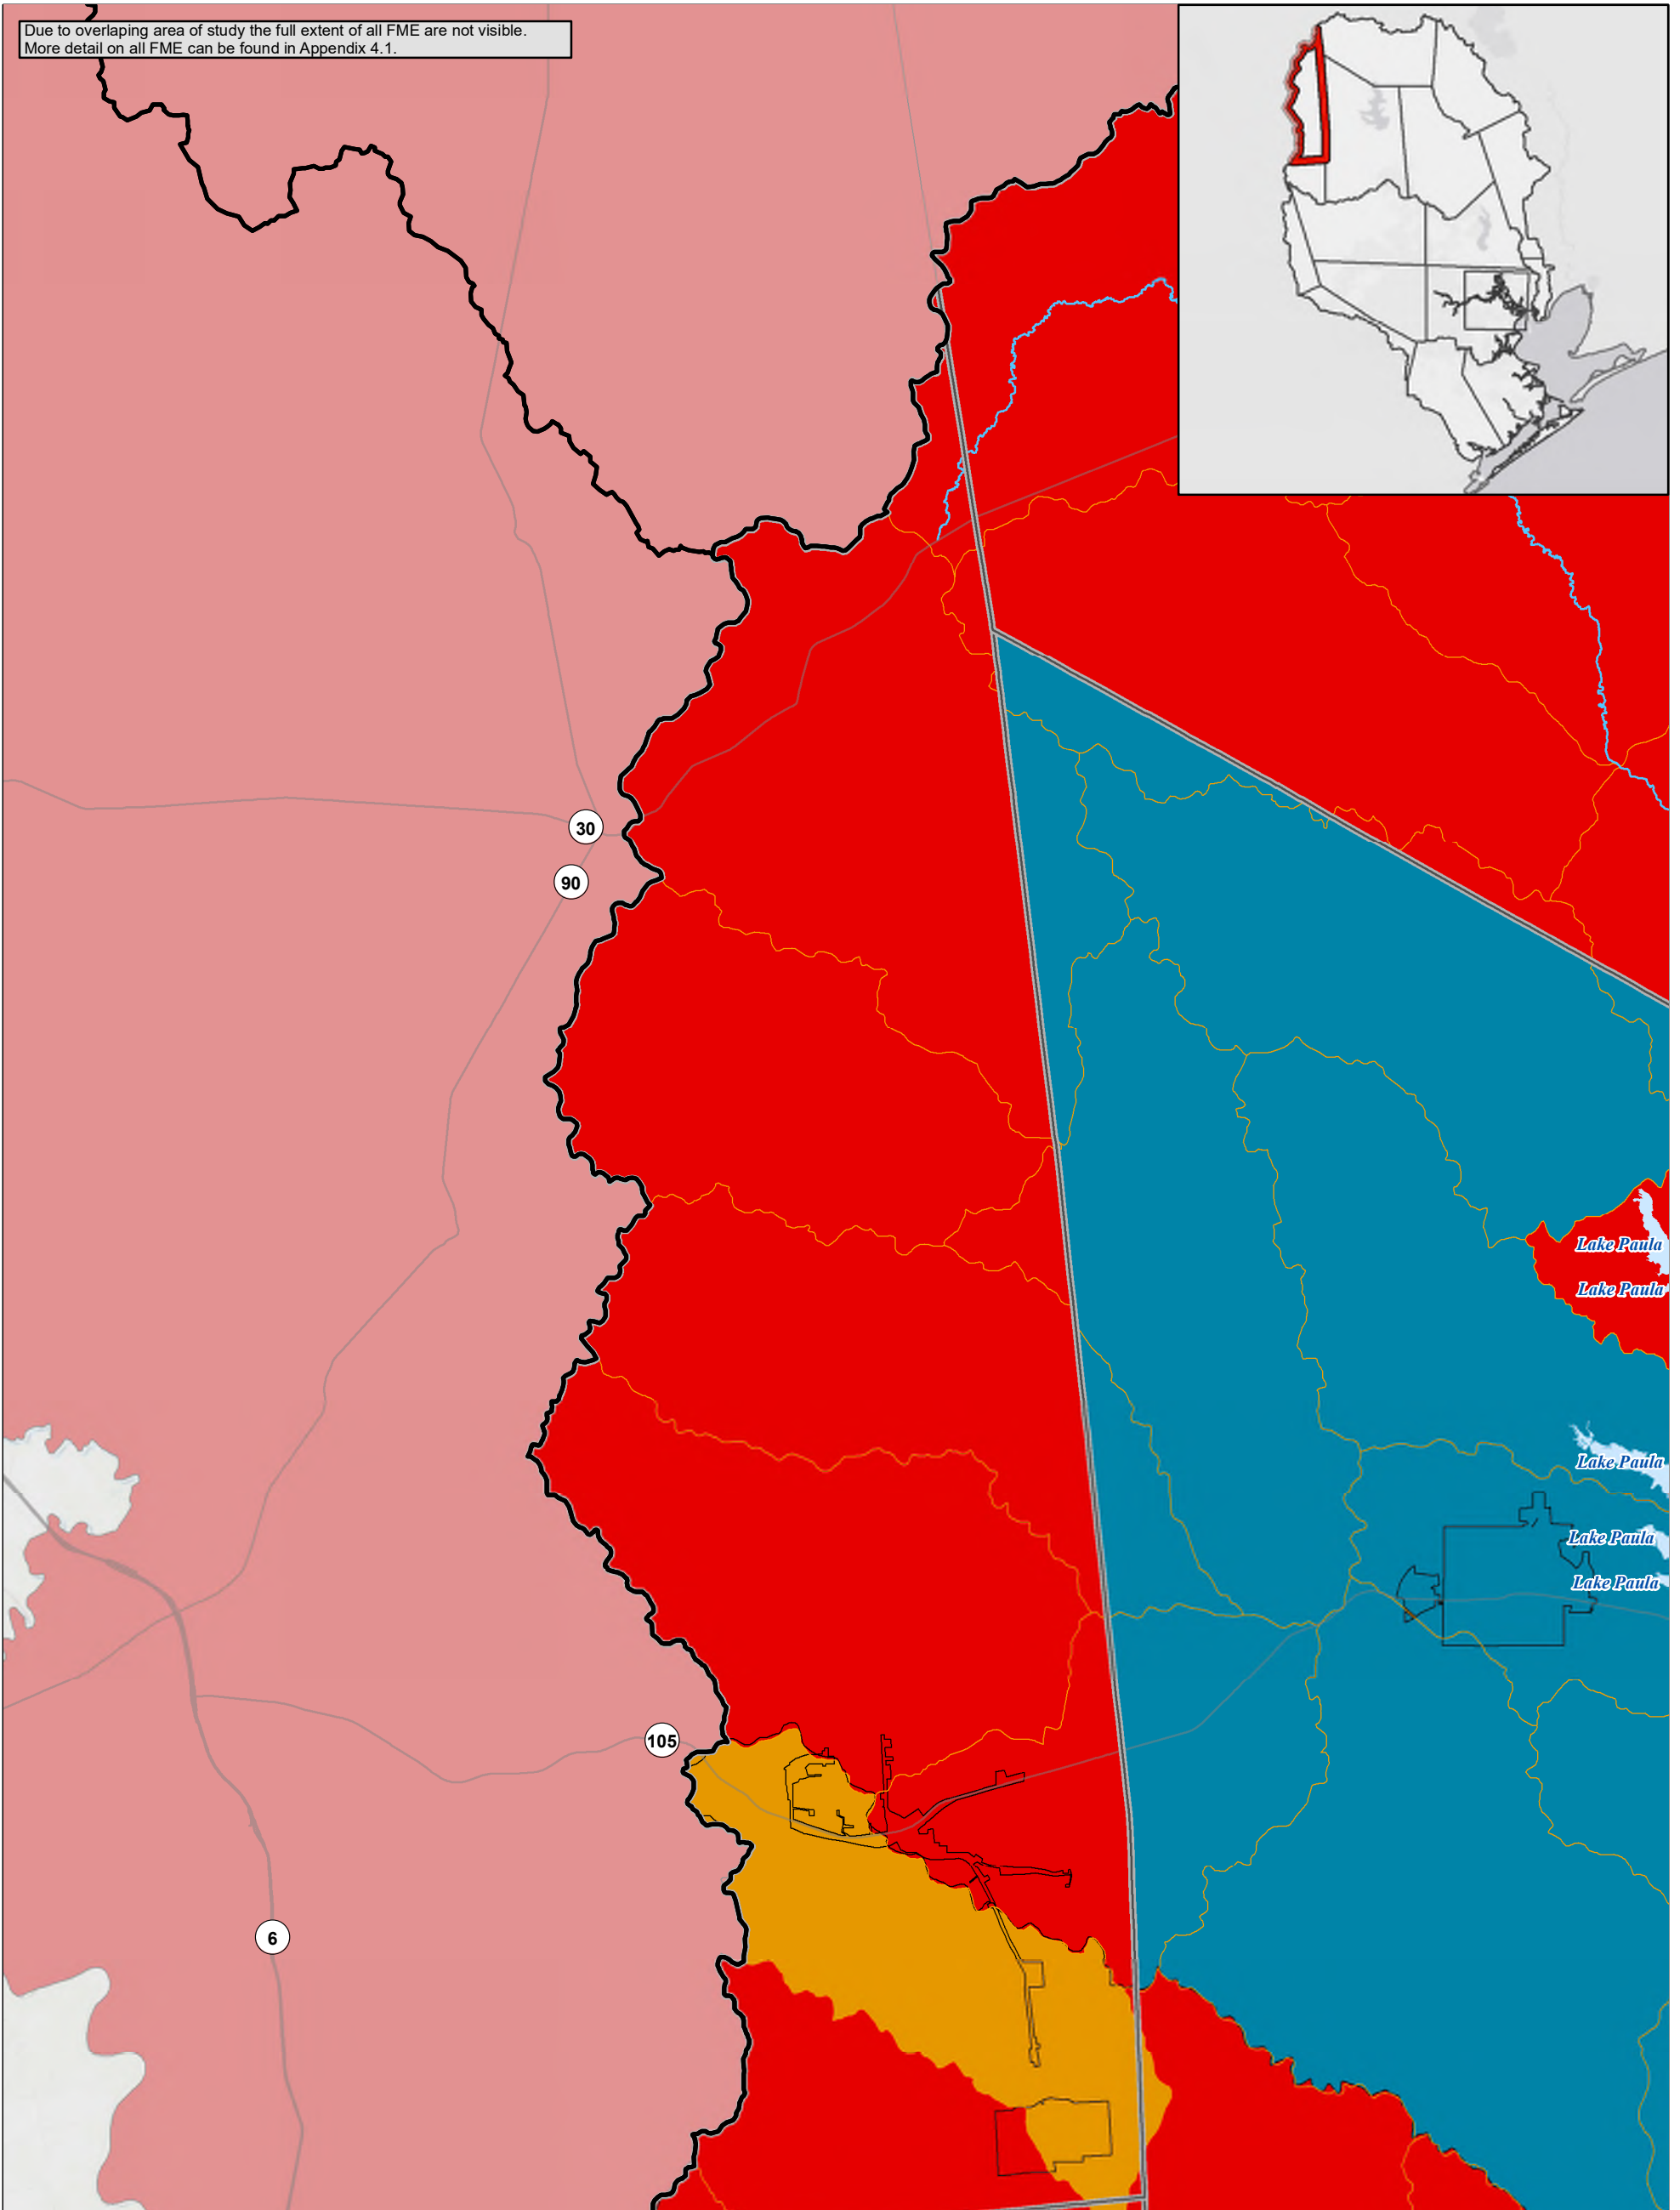 Due to overlaping area of study the full extent of all FME are not visible.
More detail on all FME can be found in Appendix 4.1.
30
90
Lake Paula
Lake Paula
Lake Paula
Lake Paula
Lake Paula
105
6